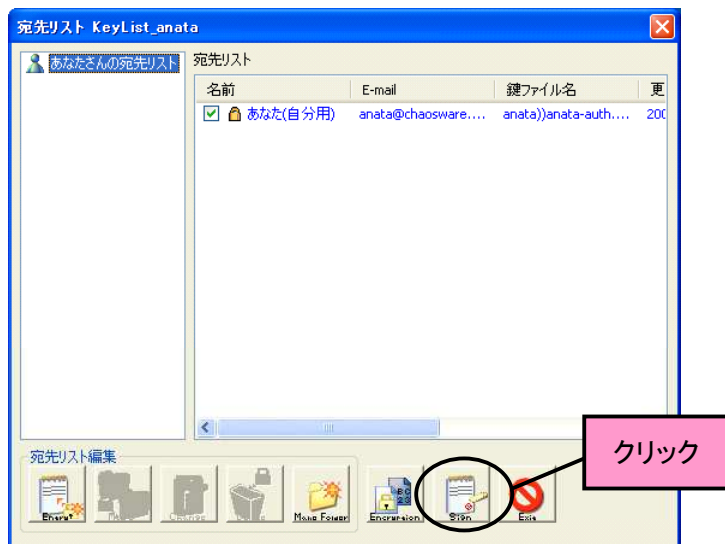 宛先リスト KeyList_anata
あなたさんの宛先リスト
宛先リスト
名前 E-mail 鍵ファイル名 更
あなた(自分用) anata@chaosware.... anata))anata-auth.... 200
クリック
宛先リスト編集
Make Folder Encryption Sign Exit